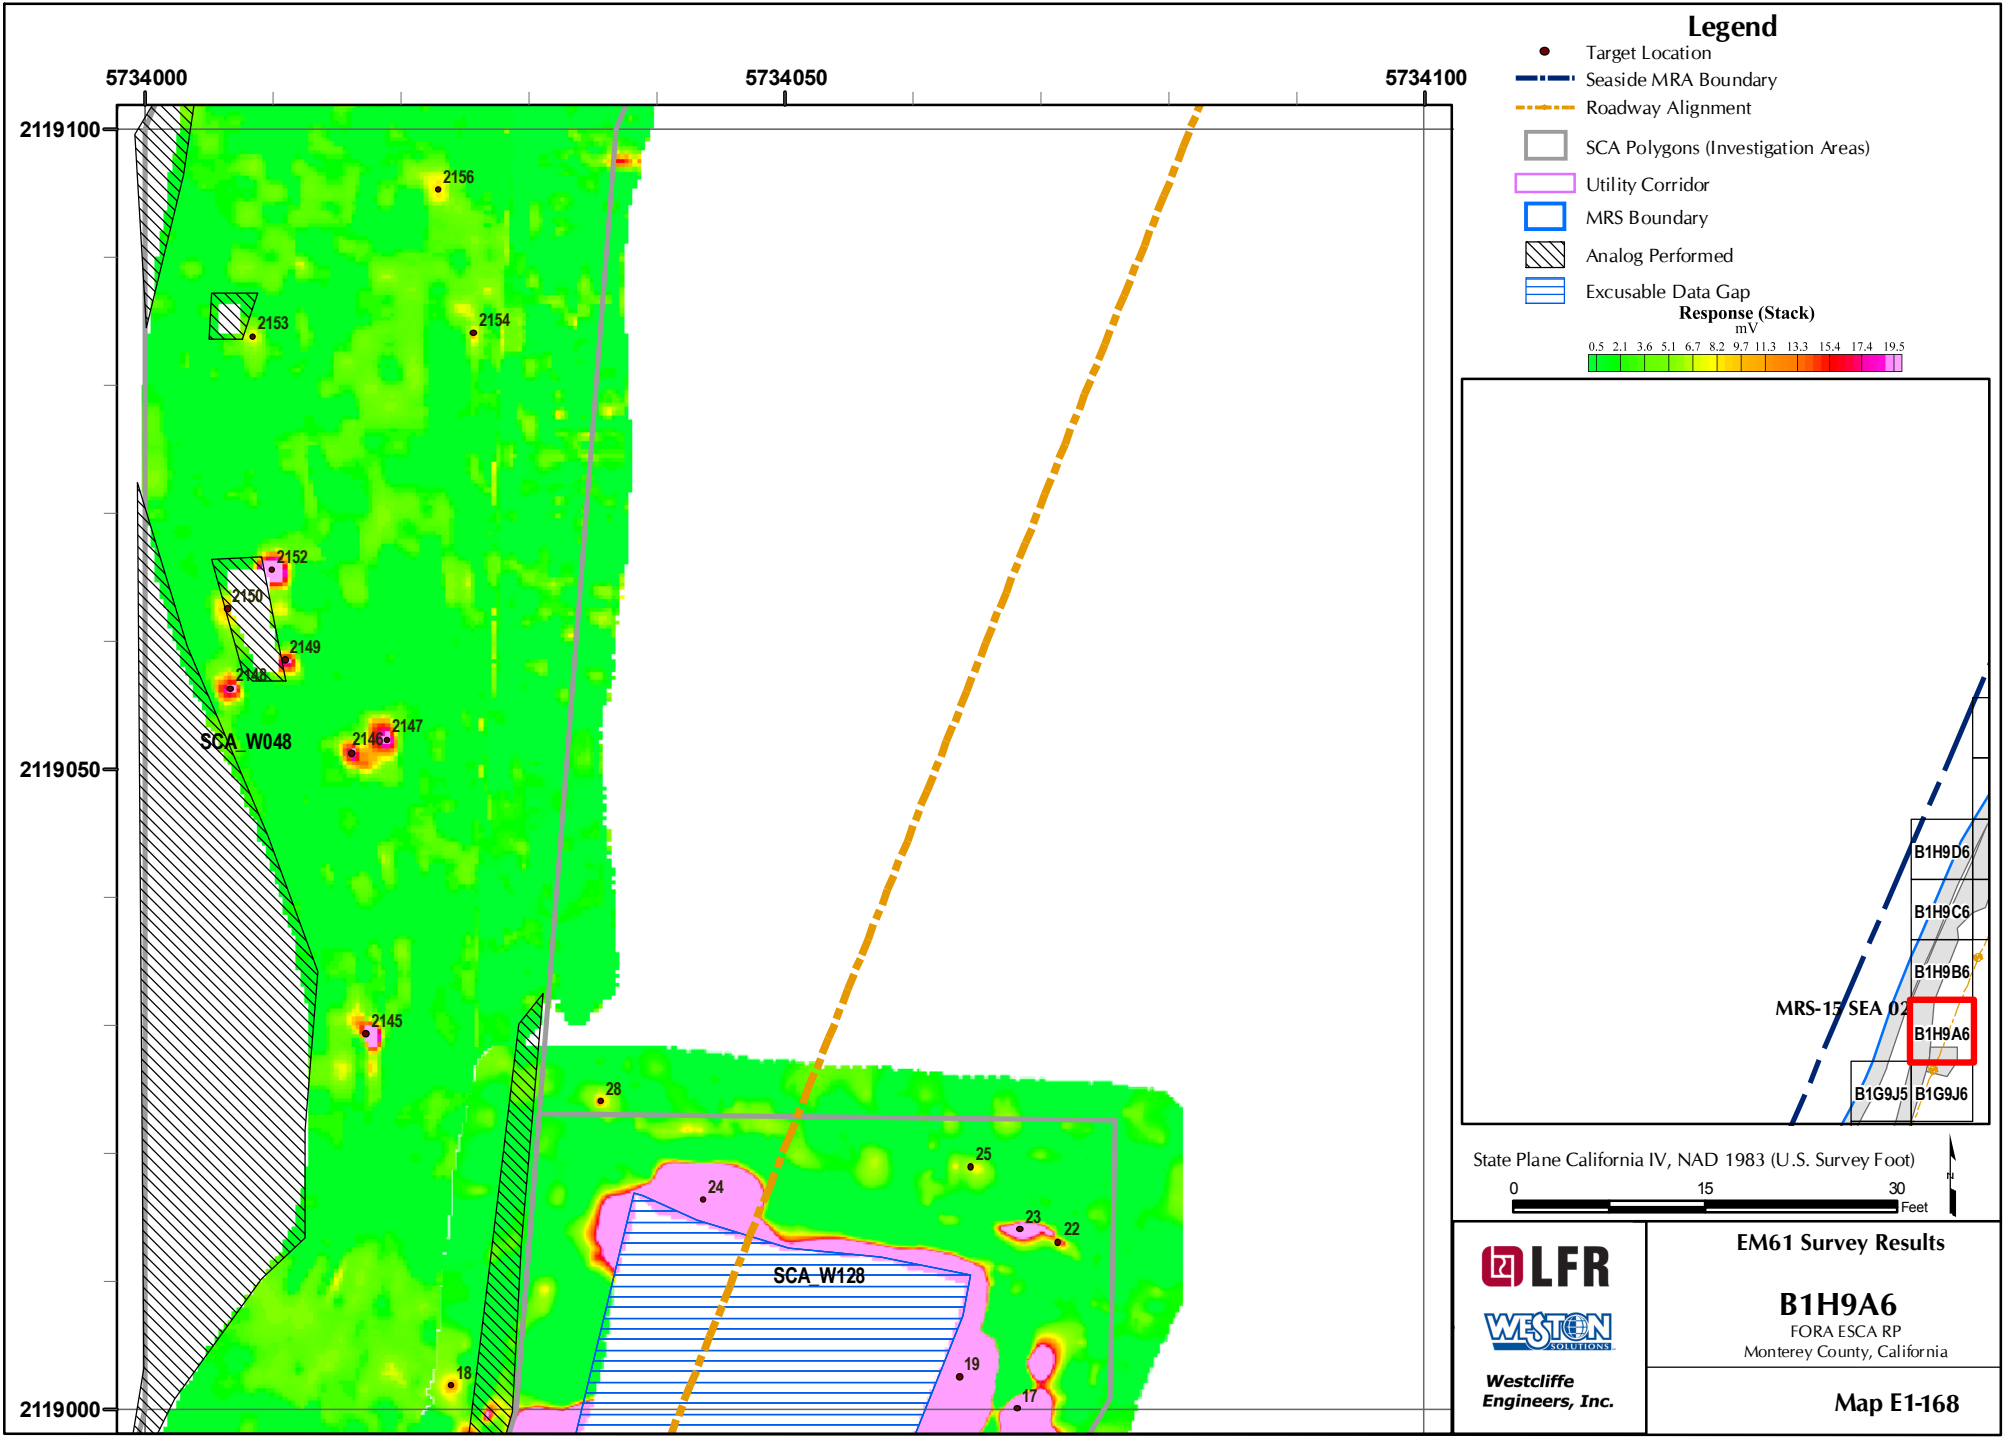 5734000
5734050
5734100
2119100
2119050
2119000
2156
2153
2154
2152
2150
2149
2148
2147
2146
SCA_W048
2145
28
25
24
23
22
SCA_W128
19
18
17
Legend
Target Location
Seaside MRA Boundary
Roadway Alignment
SCA Polygons (Investigation Areas)
Utility Corridor
MRS Boundary
Analog Performed
Excusable Data Gap
Response (Stack)
mV
0.5 2.1 3.6 5.1 6.7 8.2 9.7 11.3 13.3 15.4 17.4 19.5
B1H9D6
B1H9C6
B1H9B6
MRS-15 SEA 02
B1H9A6
B1G9J5
B1G9J6
State Plane California IV, NAD 1983 (U.S. Survey Foot)
0 15 30
Feet
N
LFR
WESTON
SOLUTIONS
Westcliffe
Engineers, Inc.
EM61 Survey Results
B1H9A6
FORA ESCA RP
Monterey County, California
Map E1-168